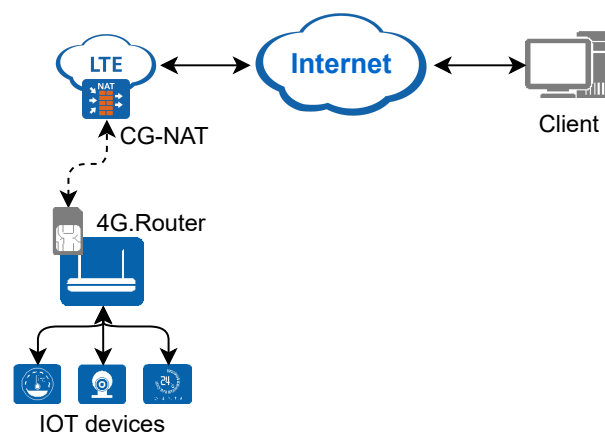 LTE
Internet
NAT
CG-NAT
Client
4G.Router
24
IOT devices